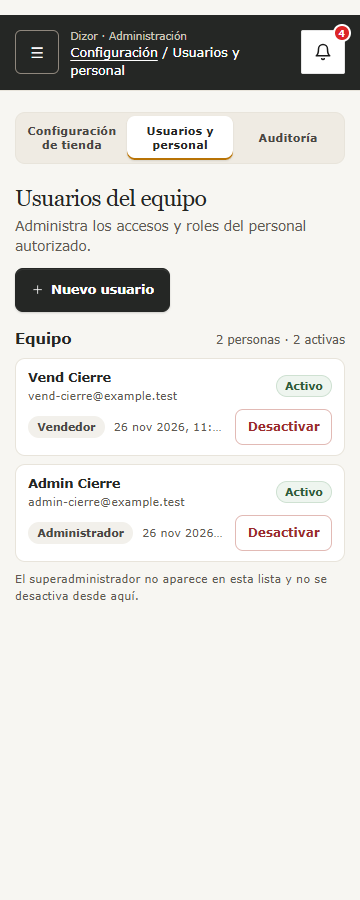 Dizor · Administración
Configuración / Usuarios y
personal
4
Configuración
de tienda
Usuarios y
personal
Auditoría
Usuarios del equipo
Administra los accesos y roles del personal
autorizado.
+ Nuevo usuario
Equipo
2 personas · 2 activas
Vend Cierre
vend-cierre@example.test
Activo
Vendedor
26 nov 2026, 11:...
Desactivar
Admin Cierre
admin-cierre@example.test
Activo
Administrador
26 nov 2026...
Desactivar
El superadministrador no aparece en esta lista y no se
desactiva desde aquí.